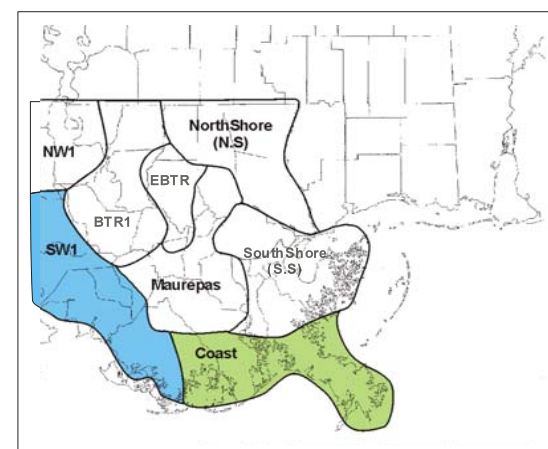 NorthShore
(N.S)
NW1
EBTR
BTR1
SW1
SouthShore
(S.S)
Maurepas
Coast